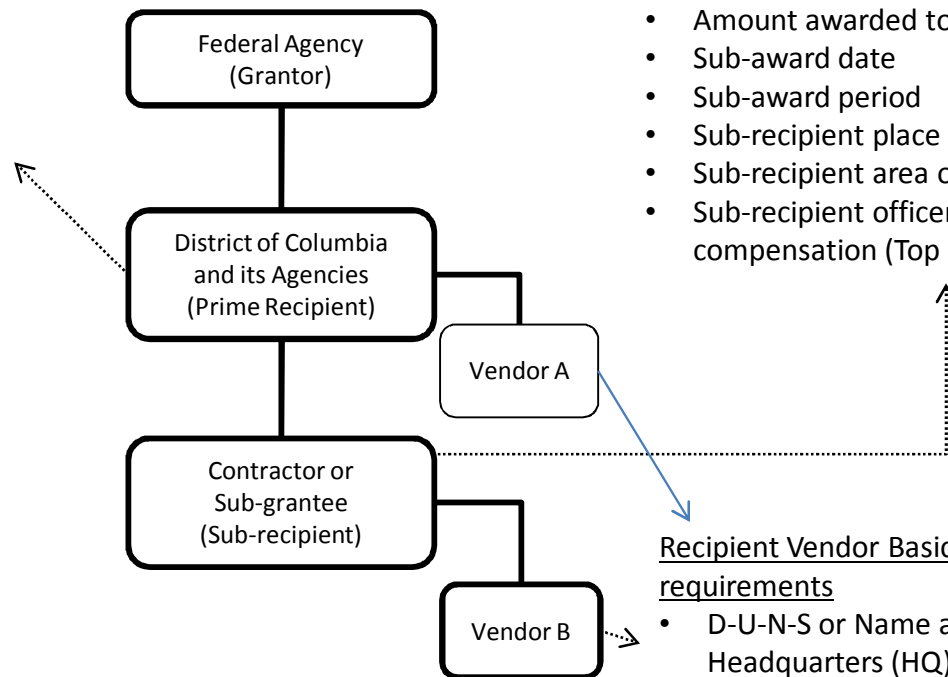 Federal Agency
(Grantor)
District of Columbia
and its Agencies
(Prime Recipient)
Vendor A
Contractor or
Sub-grantee
(Sub-recipient)
Vendor B
• Amount awarded to
• Sub-award date
• Sub-award period
• Sub-recipient place
• Sub-recipient area
• Sub-recipient
compensation (Top
Recipient Vendor
requirements
• D-U-N-S or Name
Headquarters (HQ)